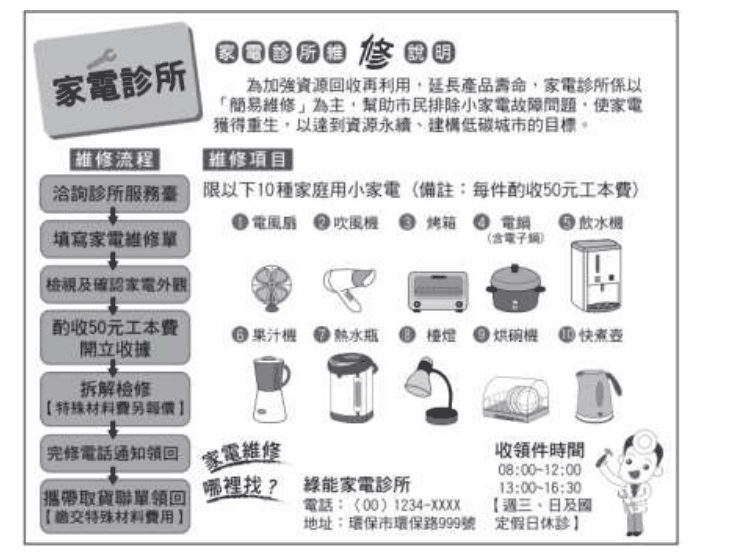 家電診所
家電診所維修說明
為加強資源回收再利用，延長產品壽命，家電診所係以
「簡易維修」為主，幫助市民排除小家電故障問題，使家電
獲得重生，以達到資源永續、建構低碳城市的目標。
維修流程
洽詢診所服務臺
填寫家電維修單
檢視及確認家電外觀
酌收50元工本費
開立收據
拆解檢修
【特殊材料費另報價】
完修電話通知領回
攜帶取貨聯單領回
【繳交特殊材料費用】
維修項目
限以下10種家庭用小家電（備註：每件酌收50元工本費）
❶電風扇 ❷吹風機 ❸ 烤箱 ❹ 電鍋 ❺飲水機
(含電子鍋)
❻果汁機 ❼熱水瓶 ❽ 檯燈 ❾烘碗機 ❿快煮壺
家電維修
哪裡找？
綠能家電診所
電話：（00）1234-XXXX
地址：環保市環保路999號
收領件時間
08:00~12:00
13:00~16:30
【週三、日及國
定假日休診】